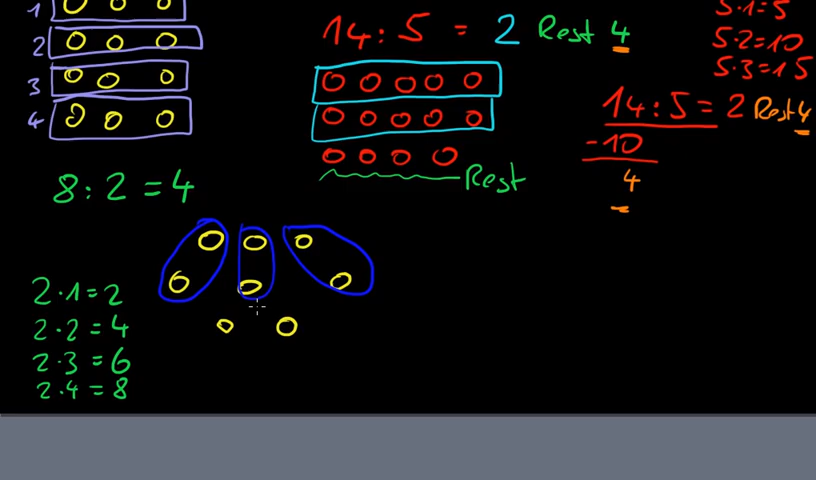 1
2
3
4
8 : 2 = 4
2 · 1 = 2
2 · 2 = 4
2 · 3 = 6
2 · 4 = 8
14 : 5 = 2 Rest 4
Rest
5 · 1 = 5
5 · 2 = 10
5 · 3 = 15
14 : 5 = 2 Rest 4
- 10
4